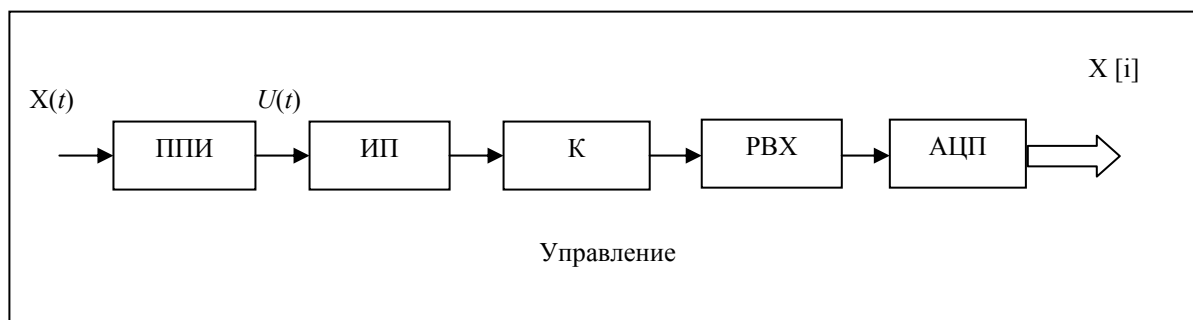 X [i]
X(t) U(t)
ППИ ИП К РВХ АЦП
Управление